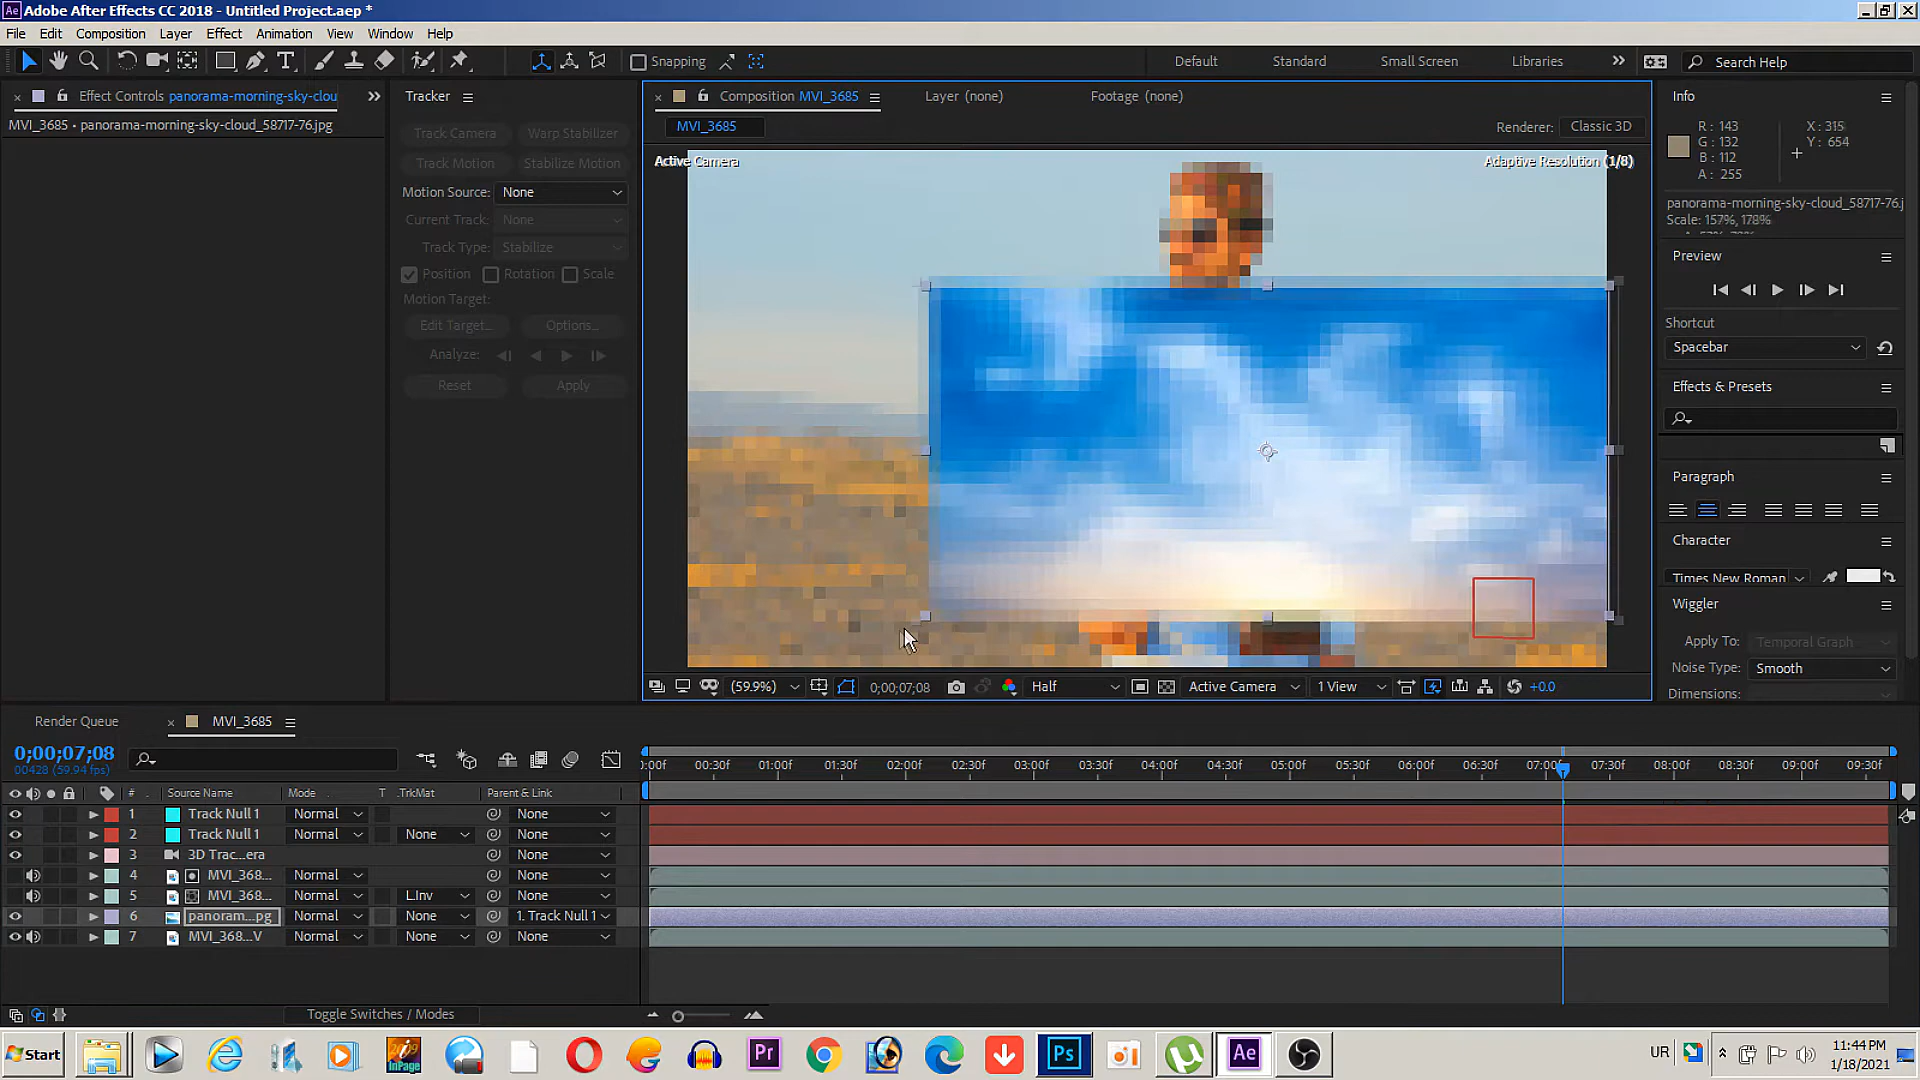 Adobe After Effects CC 2018 - Untitled Project.aep *
File Edit Composition Layer Effect Animation View Window Help
Snapping
Default Standard Small Screen Libraries
Search Help
Effect Controls panorama-morning-sky-clou
MVI_3685 • panorama-morning-sky-cloud_58717-76.jpg
Tracker
Track Camera Warp Stabilizer
Track Motion Stabilize Motion
Motion Source: None
Current Track: None
Track Type: Stabilize
Position Rotation Scale
Motion Target:
Edit Target... Options...
Analyze:
Reset Apply
Composition MVI_3685 Layer (none) Footage (none)
MVI_3685
Renderer: Classic 3D
Active Camera
Adaptive Resolution (1/8)
(59.9%) 0;00;07;08 Half Active Camera 1 View +0.0
Info
R : 143 X : 315
G : 132 Y : 654
B : 112
A : 255
panorama-morning-sky-cloud_58717-76.j
Scale: 157%, 178%
Preview
Shortcut
Spacebar
Effects & Presets
Paragraph
Character
Times New Roman
Wiggler
Apply To: Temporal Graph
Noise Type: Smooth
Dimensions:
Render Queue MVI_3685
0;00;07;08
00428 (59.94 fps)
:00f 00:30f 01:00f 01:30f 02:00f 02:30f 03:00f 03:30f 04:00f 04:30f 05:00f 05:30f 06:00f 06:30f 07:00f 07:30f 08:00f 08:30f 09:00f 09:30f
# Source Name Mode T .TrkMat Parent & Link
1 Track Null 1 Normal None
2 Track Null 1 Normal None None
3 3D Trac...era None
4 MVI_368... Normal None
5 MVI_368... Normal L.Inv None
6 panoram...pg Normal None 1. Track Null 1
7 MVI_368...V Normal None None
Toggle Switches / Modes
Start
2019
InPage
Pr
Ps
Ae
UR
11:44 PM
1/18/2021